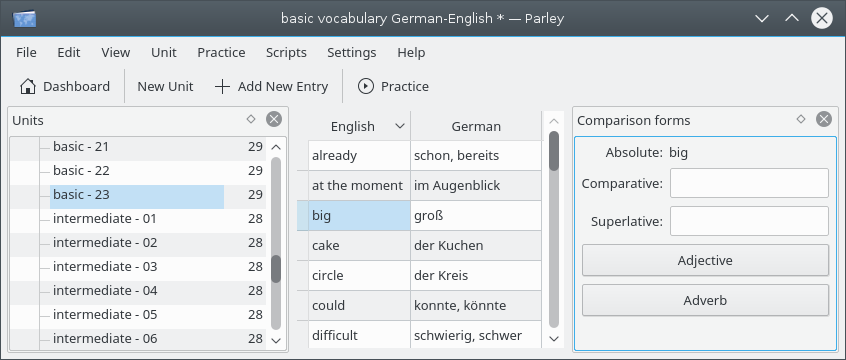 basic vocabulary German-English * — Parley
File Edit View Unit Practice Scripts Settings Help
Dashboard New Unit Add New Entry Practice
Units
basic - 21 29
basic - 22 29
basic - 23 29
intermediate - 01 28
intermediate - 02 28
intermediate - 03 28
intermediate - 04 28
intermediate - 05 28
intermediate - 06 28
English German
already schon, bereits
at the moment im Augenblick
big groß
cake der Kuchen
circle der Kreis
could konnte, könnte
difficult schwierig, schwer
Comparison forms
Absolute: big
Comparative:
Superlative:
Adjective
Adverb